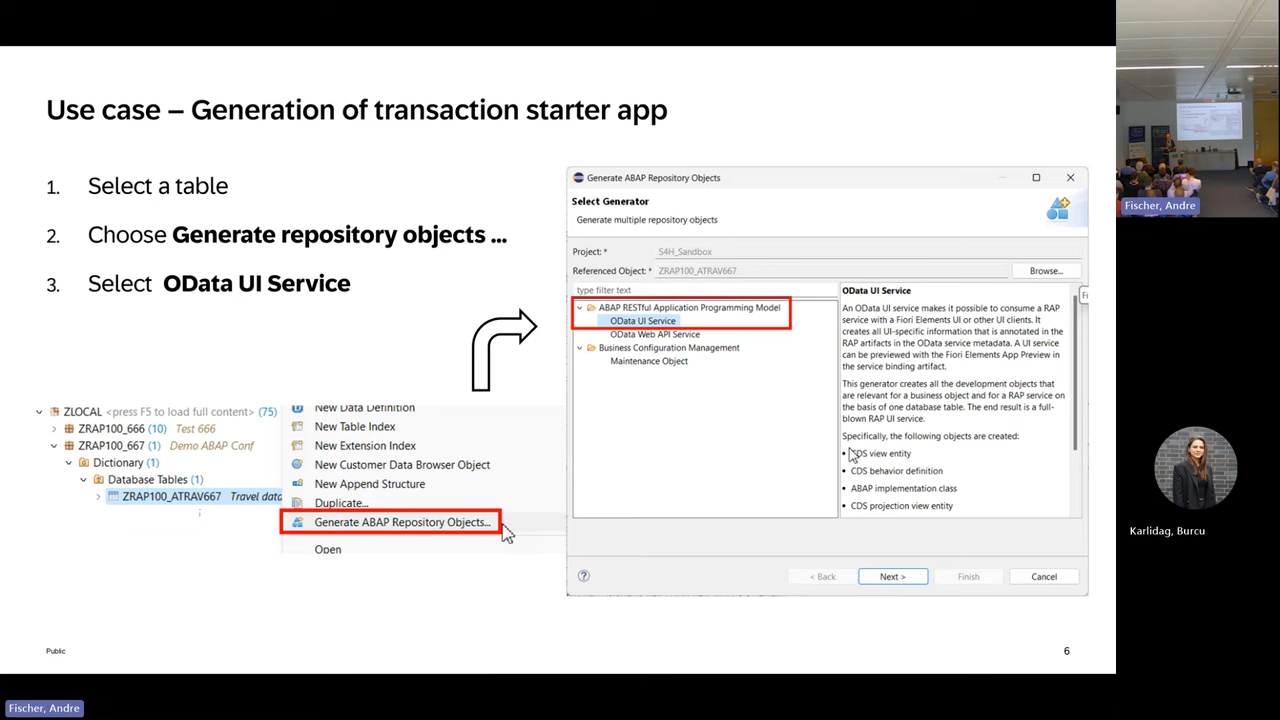 Use case – Generation of transaction starter app
1. Select a table
2. Choose Generate repository objects ...
3. Select OData UI Service
ZLOCAL <press F5 to load full content> (75)
ZRAP100_666 (10) Test 666
ZRAP100_667 (1) Demo ABAP Conf
Dictionary (1)
Database Tables (1)
ZRAP100_ATRAV667 Travel data
New Data Definition
New Table Index
New Extension Index
New Customer Data Browser Object
New Append Structure
Duplicate...
Generate ABAP Repository Objects...
Open
Generate ABAP Repository Objects
Select Generator
Generate multiple repository objects
Project: * S4H_Sandbox
Referenced Object: * ZRAP100_ATRAV667 Browse...
type filter text
ABAP RESTful Application Programming Model
OData UI Service
OData Web API Service
Business Configuration Management
Maintenance Object
OData UI Service
An OData UI service makes it possible to consume a RAP
service with a Fiori Elements UI or other UI clients. It
creates all UI-specific information that is annotated in the
RAP artifacts in the OData service metadata. A UI service
can be previewed with the Fiori Elements App Preview in
the service binding artifact.
This generator creates all the development objects that
are relevant for a business object and for a RAP service on
the basis of one database table. The end result is a full-
blown RAP UI service.
Specifically, the following objects are created:
• CDS view entity
• CDS behavior definition
• ABAP implementation class
• CDS projection view entity
< Back Next > Finish Cancel
Public
6
Fischer, Andre
Karlidag, Burcu
Fischer, Andre